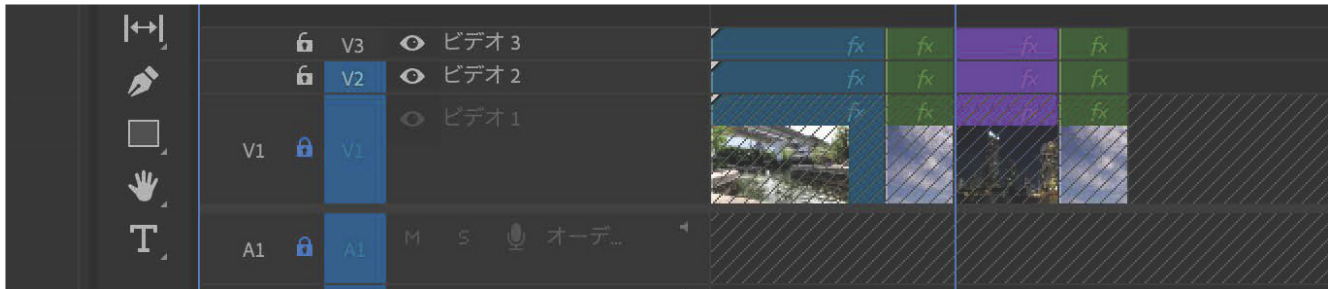 V3 ビデオ 3 fx fx fx fx
V2 ビデオ 2 fx fx fx fx
V1 V1 ビデオ 1 fx fx fx fx
A1 A1 M S オーデ...
T